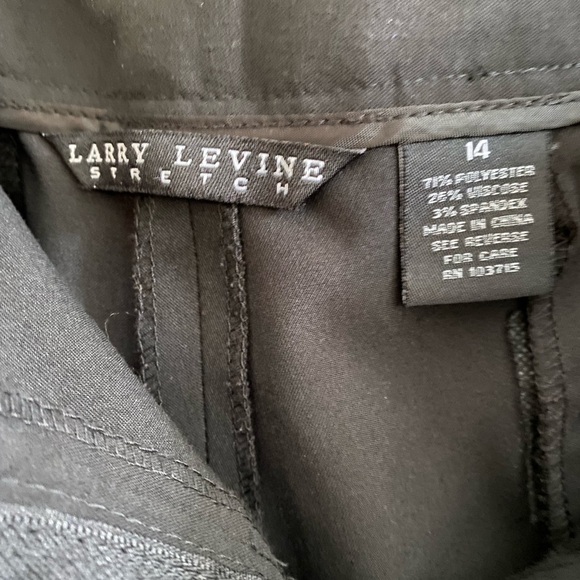 LARRY LEVINE
STRETCH
14
71% POLYESTER
26% VISCOSE
3% SPANDEX
MADE IN CHINA
SEE REVERSE
FOR CARE
RN 103715